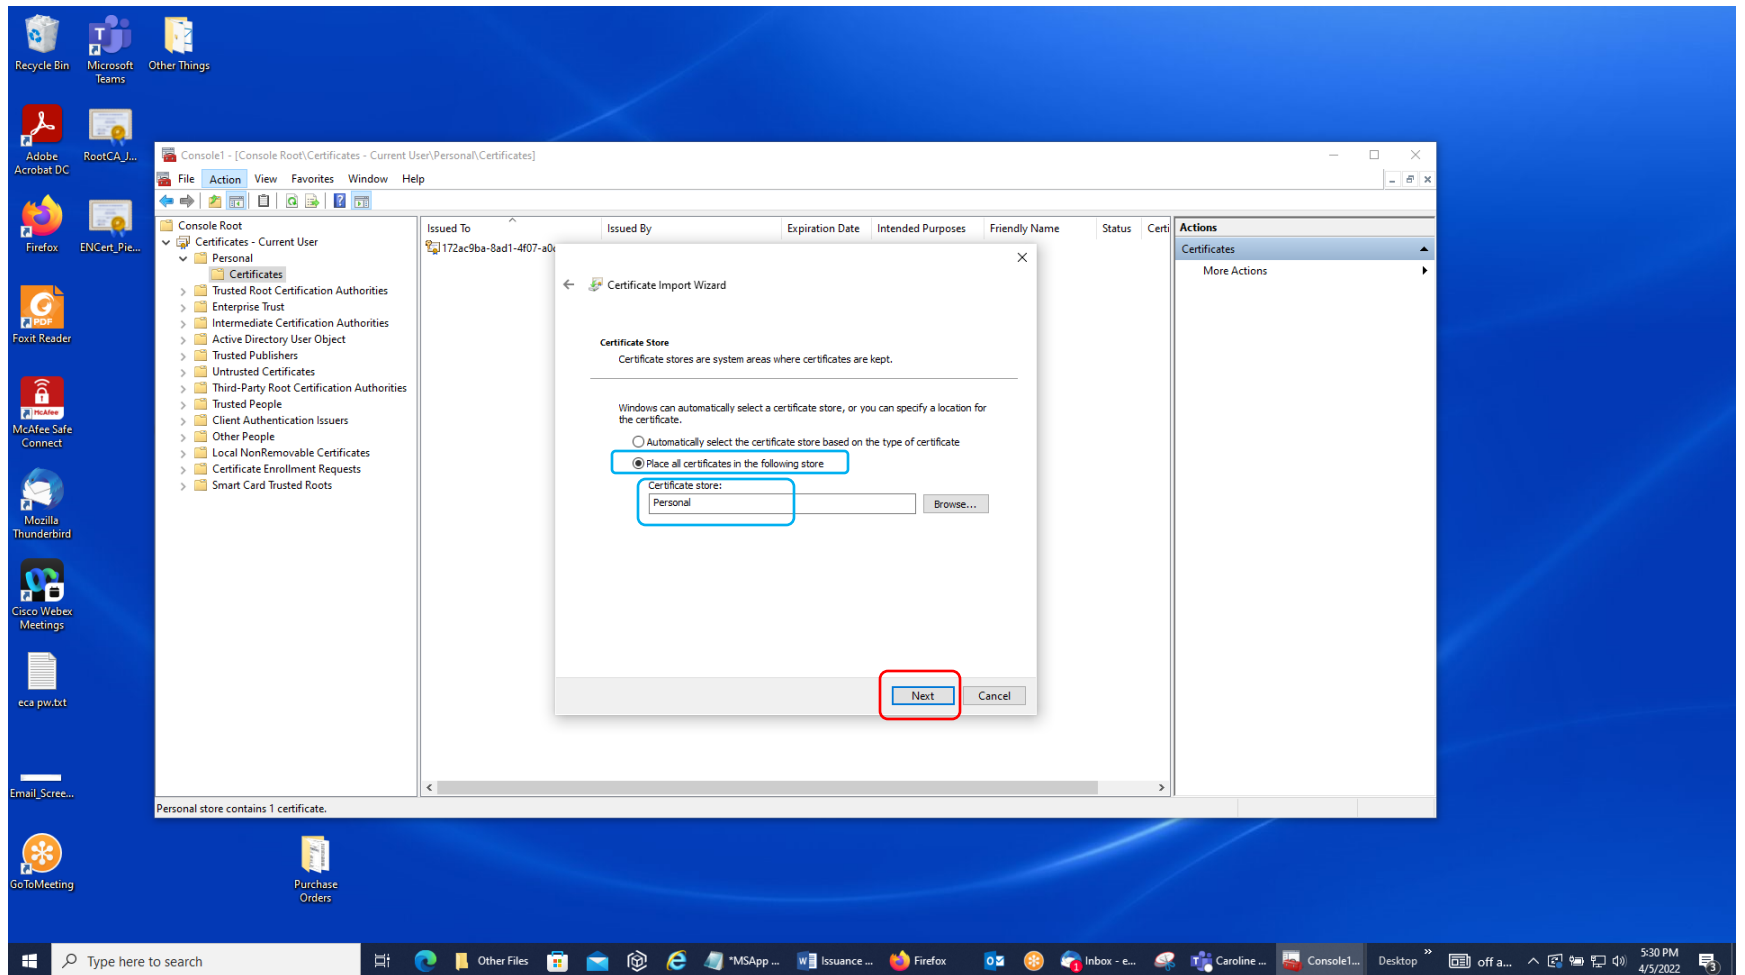 Recycle Bin
Microsoft
Teams
Other Things
Adobe
Acrobat DC
RootCA_J...
Firefox
ENCert_Pie...
Foxit Reader
McAfee Safe
Connect
Mozilla
Thunderbird
Cisco Webex
Meetings
eca pw.txt
Email_Scree...
GoToMeeting
Purchase
Orders
PDF
McAfee
Console1 - [Console Root\Certificates - Current User\Personal\Certificates]
File Action View Favorites Window Help
Console Root
Certificates - Current User
Personal
Certificates
Trusted Root Certification Authorities
Enterprise Trust
Intermediate Certification Authorities
Active Directory User Object
Trusted Publishers
Untrusted Certificates
Third-Party Root Certification Authorities
Trusted People
Client Authentication Issuers
Other People
Local NonRemovable Certificates
Certificate Enrollment Requests
Smart Card Trusted Roots
Issued To Issued By Expiration Date Intended Purposes Friendly Name Status Certi
172ac9ba-8ad1-4f07-a0
Actions
Certificates
More Actions
Certificate Import Wizard
Certificate Store
Certificate stores are system areas where certificates are kept.
Windows can automatically select a certificate store, or you can specify a location for
the certificate.
Automatically select the certificate store based on the type of certificate
Place all certificates in the following store
Certificate store:
Personal
Browse...
Next Cancel
Personal store contains 1 certificate.
Type here to search
Other Files
*MSApp ...
Issuance ...
Firefox
Inbox - e...
Caroline ...
Console1...
Desktop
off a...
5:30 PM
4/5/2022
3